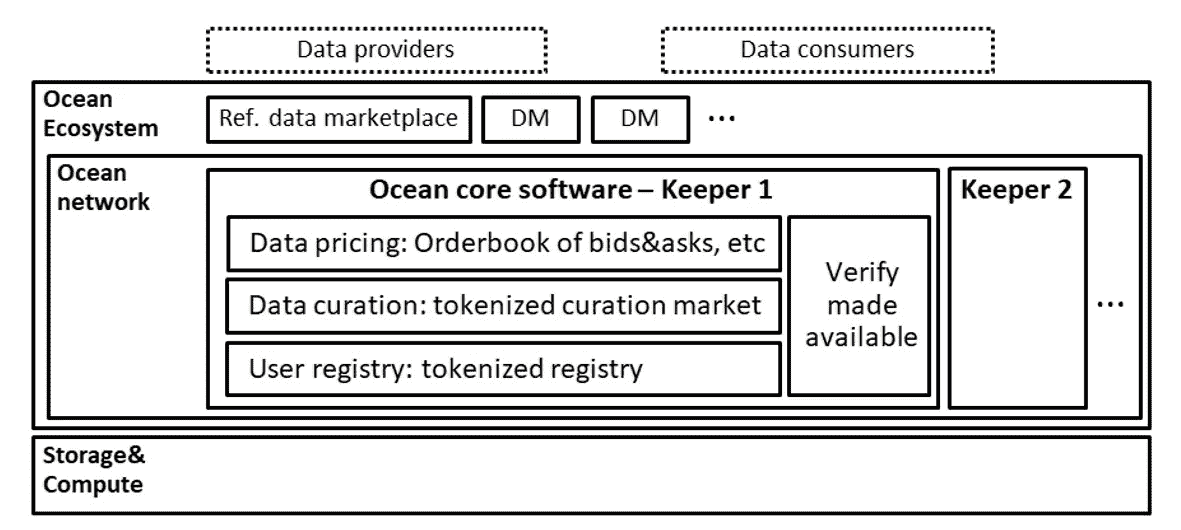 Data providers
Data consumers
Ocean
Ecosystem
Ref. data marketplace
DM
DM
...
Ocean
network
Ocean core software – Keeper 1
Keeper 2
Data pricing: Orderbook of bids&asks, etc
Data curation: tokenized curation market
User registry: tokenized registry
Verify
made
available
...
Storage&
Compute